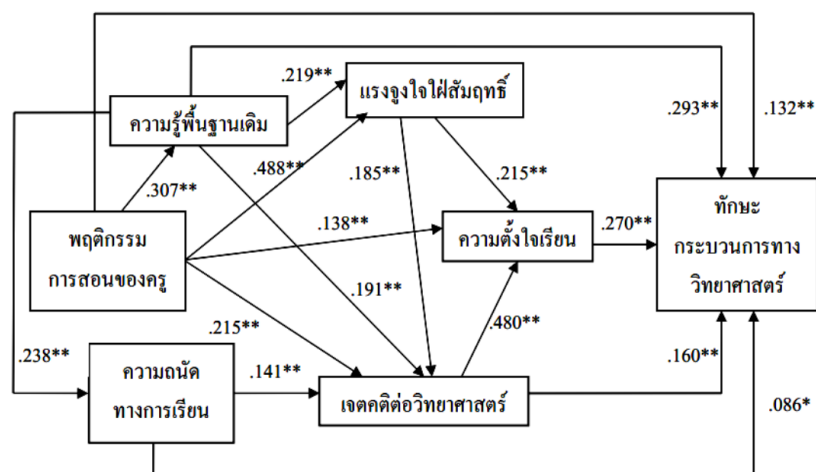 .219**
แรงจูงใจใฝ่สัมฤทธิ์
ความรู้พื้นฐานเดิม
.293**
.132**
.488**
.185**
.215**
.307**
.138**
ความตั้งใจเรียน
.270**
ทักษะ
กระบวนการทาง
วิทยาศาสตร์
พฤติกรรม
การสอนของครู
.191**
.215**
.480**
.238**
ความถนัด
ทางการเรียน
.141**
เจตคติต่อวิทยาศาสตร์
.160**
.086*